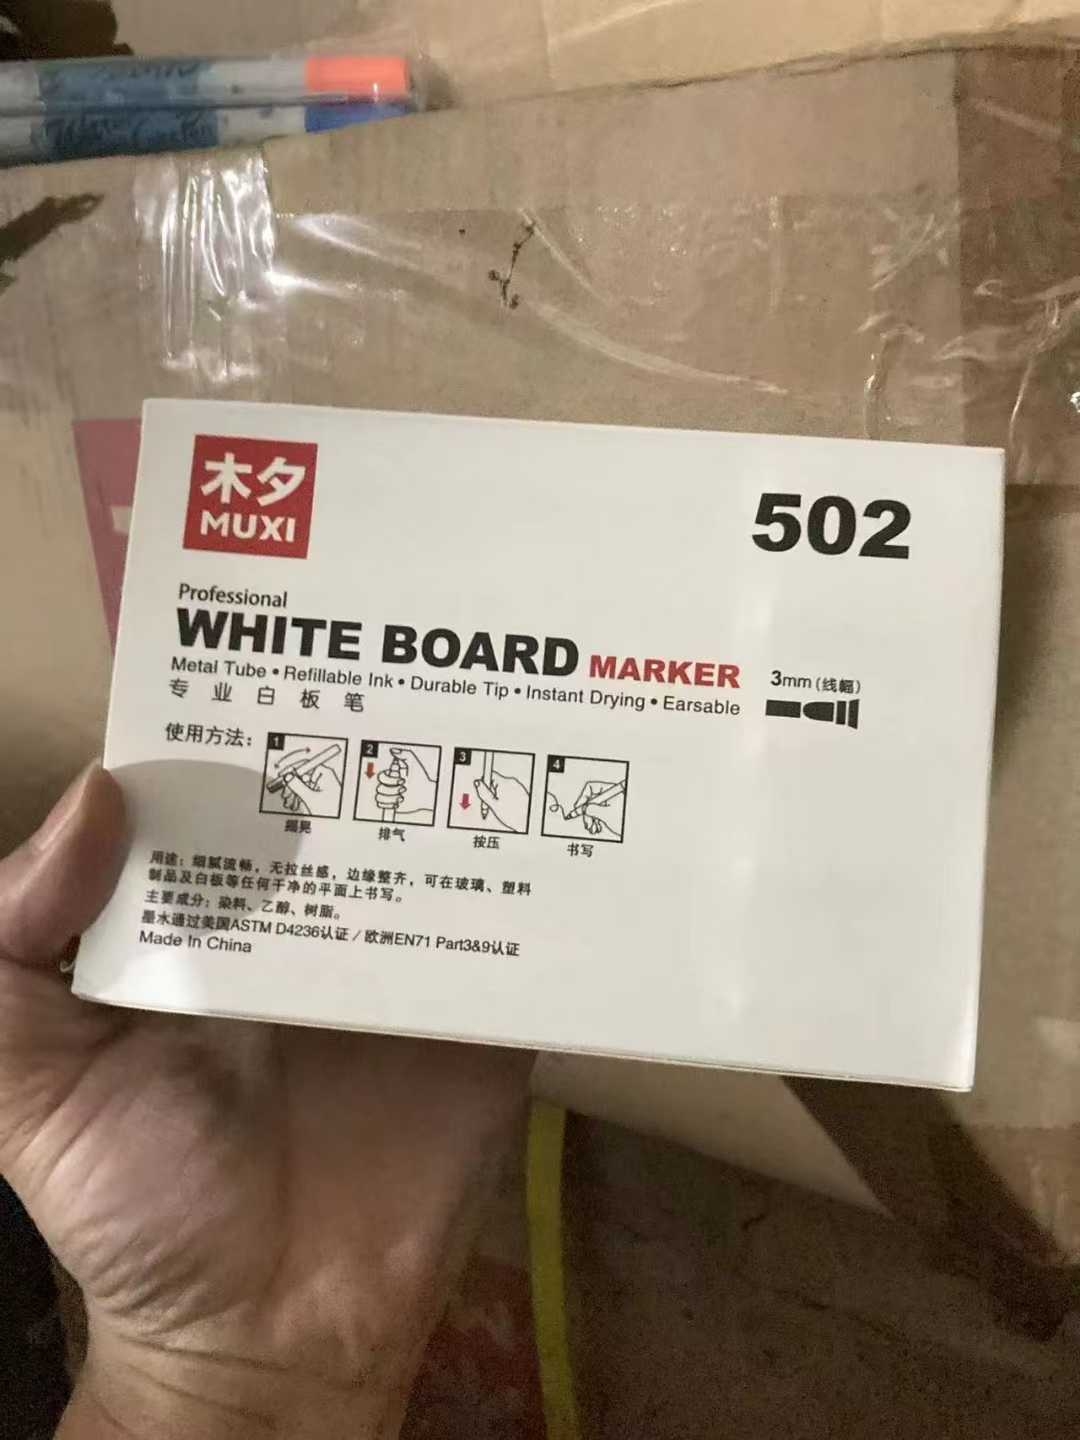 木夕
MUXI
502
Professional
WHITE BOARD MARKER
Metal Tube • Refillable Ink • Durable Tip • Instant Drying • Earsable
3mm (线幅)
专业白板笔
使用方法:
1
2
3
4
摇晃
排气
按压
书写
用途: 细腻流畅，无拉丝感，边缘整齐，可在玻璃、塑料
制品及白板等任何干净的平面上书写。
主要成分: 染料、乙醇、树脂。
墨水通过美国ASTM D4236认证 / 欧洲EN71 Part3&9认证
Made In China